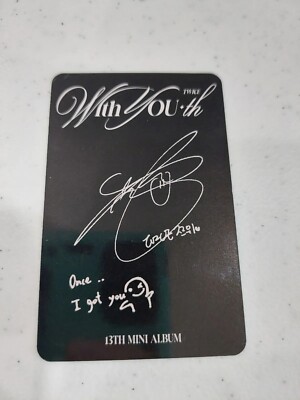 TWICE
With YOU-th
Once..
I got you
13TH MINI ALBUM